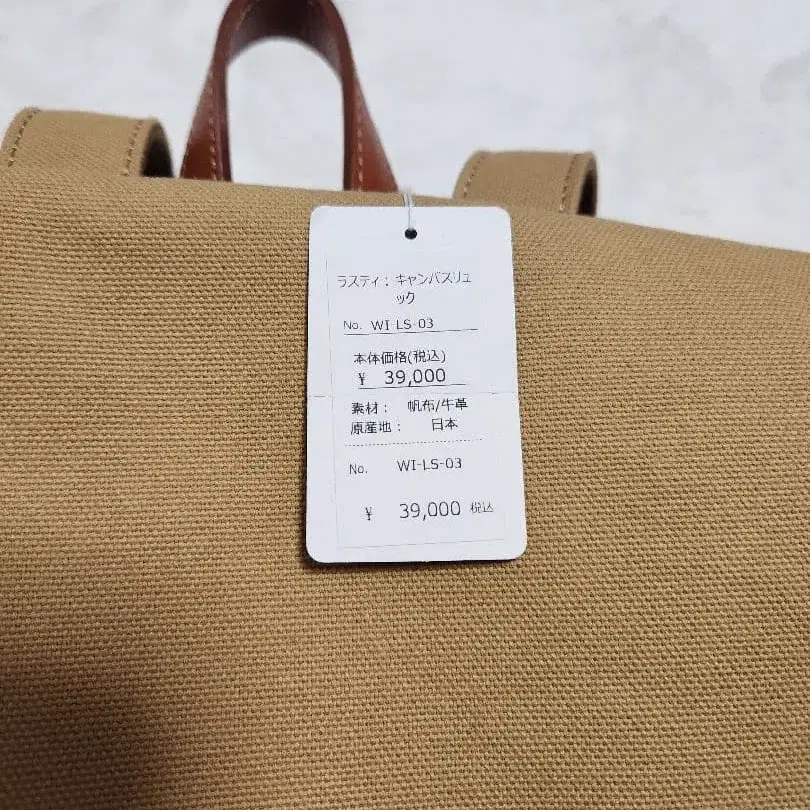 ラスティ：キャンバスリュ
ック
No. WI-LS-03
本体価格(税込)
¥ 39,000
素材： 帆布/牛革
原産地： 日本
No. WI-LS-03
¥ 39,000 税込